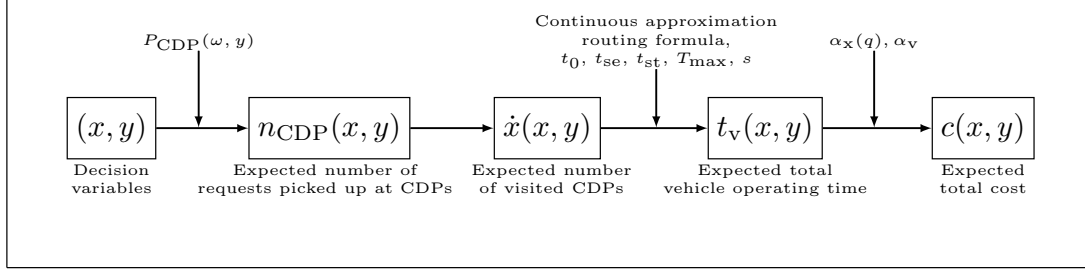 Continuous approximation
routing formula,
t₀, t_se, t_st, T_max, s
P_CDP(ω, y)
α_x(q), α_v
(x, y)
n_CDP(x, y)
ẋ(x, y)
t_v(x, y)
c(x, y)
Decision
variables
Expected number of
requests picked up at CDPs
Expected number
of visited CDPs
Expected total
vehicle operating time
Expected
total cost